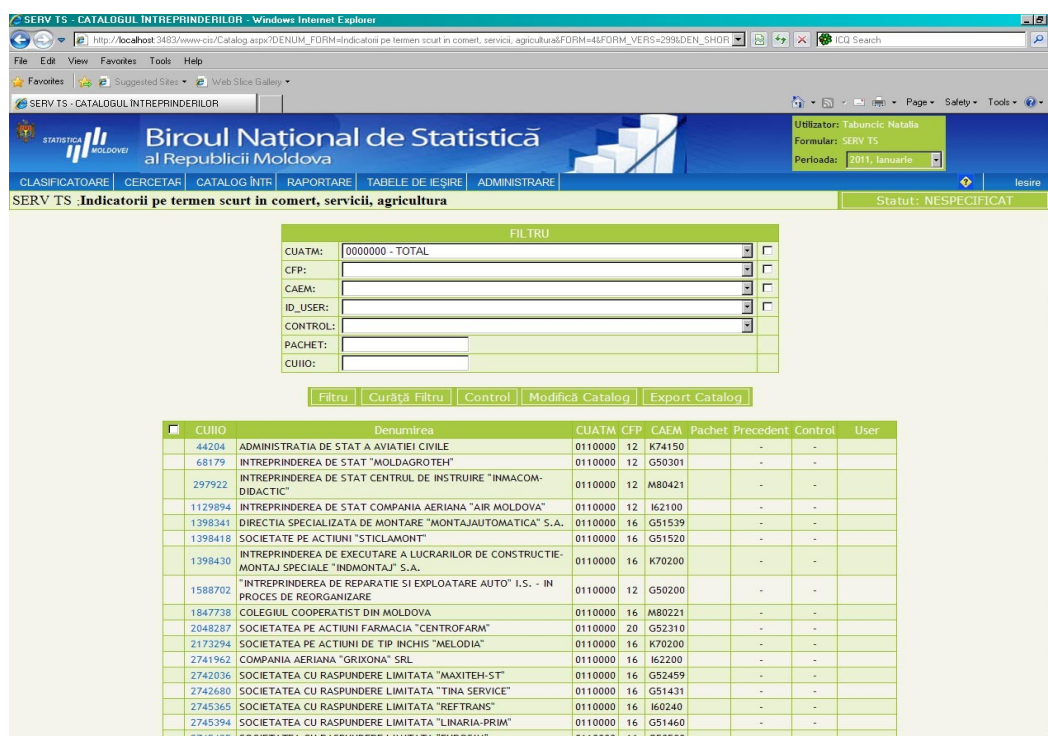 SERV TS - CATALOGUL INTREPRINDERILOR - Windows Internet Explorer
http://localhost:3483/www-cis/Catalog.aspx?DENUM_FORM=Indicatorii pe termen scurt in comert, servicii, agricultura&FORM=4&FORM_VERS=299&DEN_SHOR
ICQ Search
File Edit View Favorites Tools Help
Favorites Suggested Sites Web Slice Gallery
SERV TS - CATALOGUL INTREPRINDERILOR
Page Safety Tools
STATISTICA MOLDOVEI
Biroul Național de Statistică
al Republicii Moldova
Utilizator: Tabuncic Natalia
Formular: SERV TS
Perioada: 2011, Ianuarie
CLASIFICATOARE CERCETAR CATALOG ÎNTR RAPORTARE TABELE DE IEȘIRE ADMINISTRARE
Iesire
SERV TS :Indicatorii pe termen scurt in comert, servicii, agricultura
Statut: NESPECIFICAT
FILTRU
CUATM: 0000000 - TOTAL
CFP:
CAEM:
ID_USER:
CONTROL:
PACHET:
CUIIO:
Filtru Curăță Filtru Control Modifică Catalog Export Catalog
CUIIO Denumirea CUATM CFP CAEM Pachet Precedent Control User
44204 ADMINISTRATIA DE STAT A AVIATIEI CIVILE 0110000 12 K74150 - -
68179 INTREPRINDEREA DE STAT "MOLDAGROTEH" 0110000 12 G50301 - -
297922 INTREPRINDEREA DE STAT CENTRUL DE INSTRUIRE "INMACOM-
DIDACTIC" 0110000 12 M80421 - -
1129894 INTREPRINDEREA DE STAT COMPANIA AERIANA "AIR MOLDOVA" 0110000 12 I62100 - -
1398341 DIRECTIA SPECIALIZATA DE MONTARE "MONTAJAUTOMATICA" S.A. 0110000 16 G51539 - -
1398418 SOCIETATE PE ACTIUNI "STICLAMONT" 0110000 16 G51520 - -
1398430 INTREPRINDEREA DE EXECUTARE A LUCRARILOR DE CONSTRUCTIE-
MONTAJ SPECIALE "INDMONTAJ" S.A. 0110000 16 K70200 - -
1588702 "INTREPRINDEREA DE REPARATIE SI EXPLOATARE AUTO" I.S. - IN
PROCES DE REORGANIZARE 0110000 12 G50200 - -
1847738 COLEGIUL COOPERATIST DIN MOLDOVA 0110000 16 M80221 - -
2048287 SOCIETATEA PE ACTIUNI FARMACIA "CENTROFARM" 0110000 20 G52310 - -
2173294 SOCIETATEA PE ACTIUNI DE TIP INCHIS "MELODIA" 0110000 16 K70200 - -
2741962 COMPANIA AERIANA "GRIXONA" SRL 0110000 16 I62200 - -
2742036 SOCIETATEA CU RASPUNDERE LIMITATA "MAXITEH-ST" 0110000 16 G52459 - -
2742680 SOCIETATEA CU RASPUNDERE LIMITATA "TINA SERVICE" 0110000 16 G51431 - -
2745365 SOCIETATEA CU RASPUNDERE LIMITATA "REFTRANS" 0110000 16 I60240 - -
2745394 SOCIETATEA CU RASPUNDERE LIMITATA "LINARIA-PRIM" 0110000 16 G51460 - -